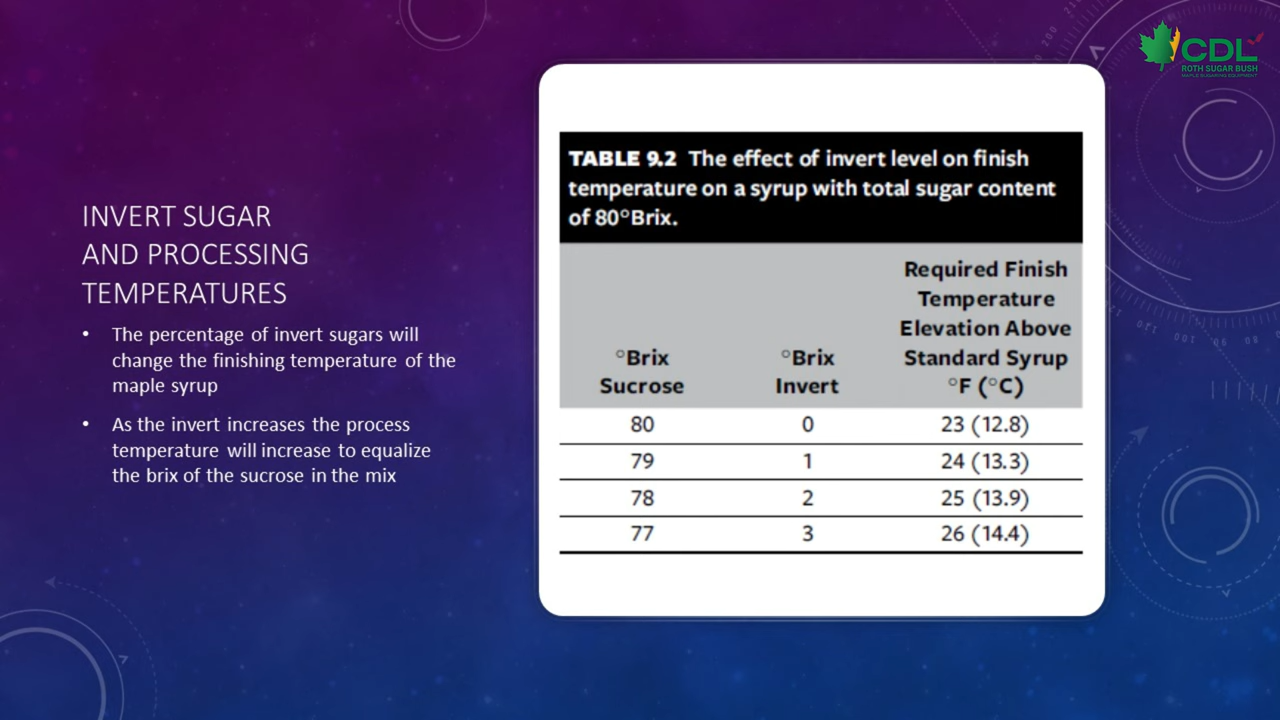 CDL
ROTH SUGAR BUSH
MAPLE SUGARING EQUIPMENT
INVERT SUGAR
AND PROCESSING
TEMPERATURES
• The percentage of invert sugars will
change the finishing temperature of the
maple syrup
• As the invert increases the process
temperature will increase to equalize
the brix of the sucrose in the mix
TABLE 9.2 The effect of invert level on finish
temperature on a syrup with total sugar content
of 80°Brix.
°Brix Sucrose °Brix Invert Required Finish
Temperature
Elevation Above
Standard Syrup
°F (°C)
80 0 23 (12.8)
79 1 24 (13.3)
78 2 25 (13.9)
77 3 26 (14.4)